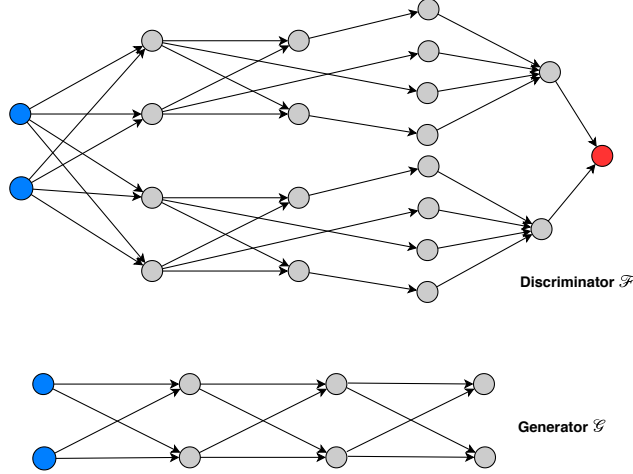 Discriminator ℱ
Generator 𝒢